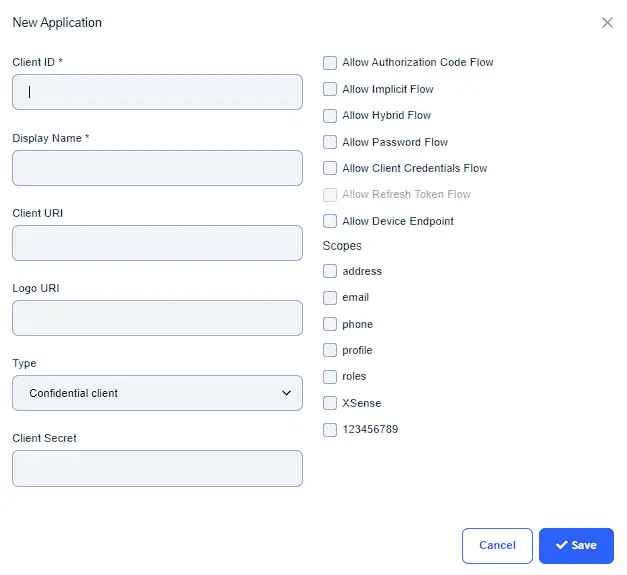 New Application
Client ID *
Display Name *
Client URI
Logo URI
Type
Confidential client
Client Secret
Allow Authorization Code Flow
Allow Implicit Flow
Allow Hybrid Flow
Allow Password Flow
Allow Client Credentials Flow
Allow Refresh Token Flow
Allow Device Endpoint
Scopes
address
email
phone
profile
roles
XSense
123456789
Cancel
Save